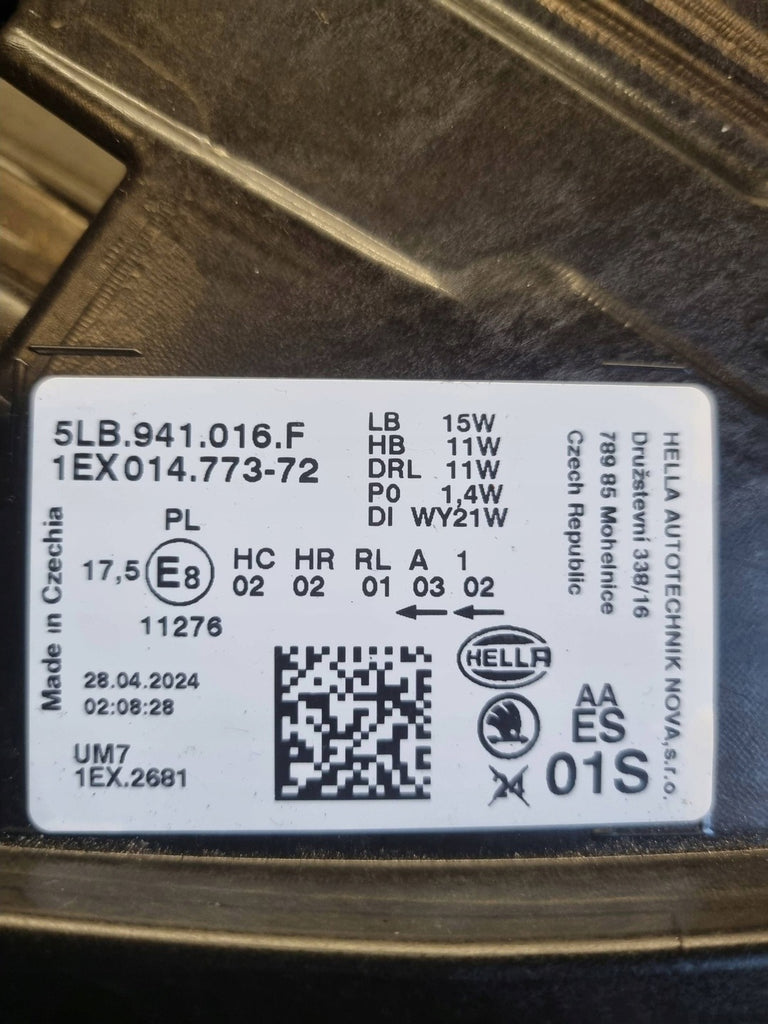 5LB.941.016.F
1EX014.773-72
LB 15W
HB 11W
DRL 11W
P0 1,4W
DI WY21W
PL
17,5 E8 HC HR RL A 1
02 02 01 03 02
11276
28.04.2024
02:08:28
UM7
1EX.2681
Made in Czechia
HELLA
AA
ES
01S
24
HELLA AUTOTECHNIK NOVA,s.r.o.
Družstevní 338/16
789 85 Mohelnice
Czech Republic